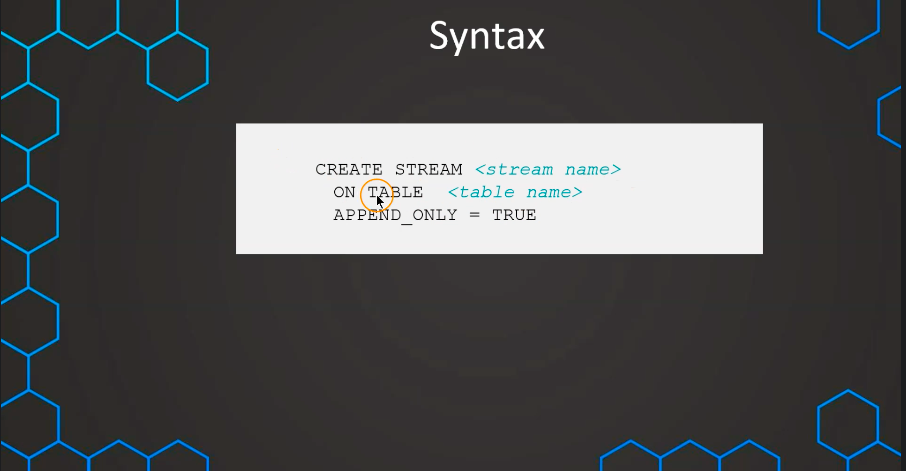 Syntax
CREATE STREAM <stream name>
ON TABLE <table name>
APPEND_ONLY = TRUE